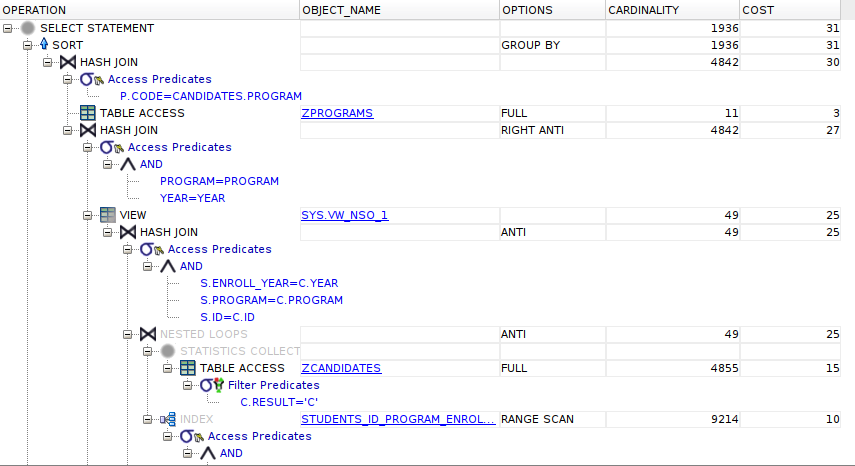 OPERATION OBJECT_NAME OPTIONS CARDINALITY COST
SELECT STATEMENT 1936 31
SORT GROUP BY 1936 31
HASH JOIN 4842 30
Access Predicates
P.CODE=CANDIDATES.PROGRAM
TABLE ACCESS ZPROGRAMS FULL 11 3
HASH JOIN RIGHT ANTI 4842 27
Access Predicates
AND
PROGRAM=PROGRAM
YEAR=YEAR
VIEW SYS.VW_NSO_1 49 25
HASH JOIN ANTI 49 25
Access Predicates
AND
S.ENROLL_YEAR=C.YEAR
S.PROGRAM=C.PROGRAM
S.ID=C.ID
NESTED LOOPS ANTI 49 25
STATISTICS COLLECT
TABLE ACCESS ZCANDIDATES FULL 4855 15
Filter Predicates
C.RESULT='C'
INDEX STUDENTS_ID_PROGRAM_ENROL... RANGE SCAN 9214 10
Access Predicates
AND